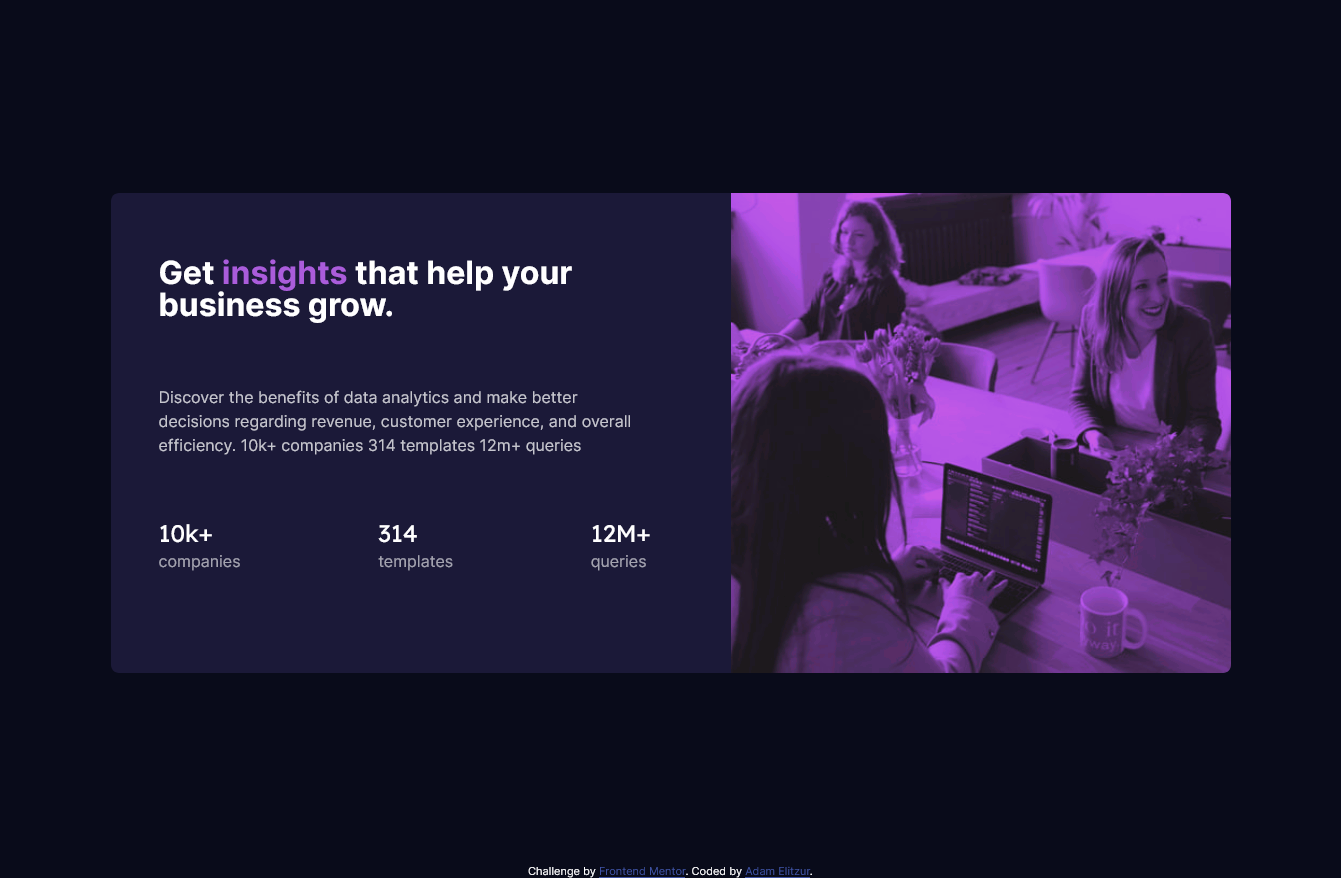 Get insights that help your
business grow.
Discover the benefits of data analytics and make better
decisions regarding revenue, customer experience, and overall
efficiency. 10k+ companies 314 templates 12m+ queries
10k+
companies
314
templates
12M+
queries
Challenge by Frontend Mentor. Coded by Adam Elitzur.